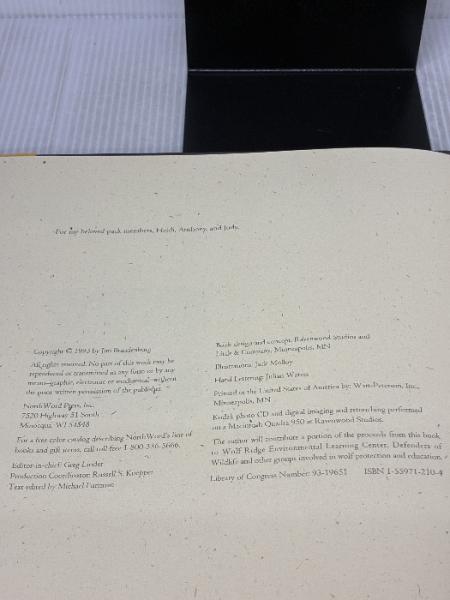 For my beloved pack members, Heidi, Anthony, and Judy.
Copyright © 1993 by Jim Brandenburg
All rights reserved. No part of this work may be
reproduced or transmitted in any form or by any
means—graphic, electronic or mechanical—without
the prior written permission of the publisher.
NorthWord Press, Inc.
7520 Highway 51 South
Minocqua, WI 54548
For a free color catalog describing NorthWord's line of
books and gift items, call toll free 1-800-336-5666.
Editor-in-chief: Greg Linder
Production Coordinator: Russell S. Kuepper
Text edited by Michael Furtman
Book design and concept, Ravenwood Studios and
& Company, Minneapolis, MN
Illustrations: Jack Molloy
Hand Lettering: Julian Waters
Printed in the United States of America by: Inc.,
Minneapolis, MN
Kodak photo CD and digital imaging and retouching performed
on a Macintosh Quadra 950 at Ravenwood Studios.
The author will contribute a portion of the proceeds from this book
to Wolf Ridge Environmental Learning Center, Defenders of
Wildlife and other groups involved in wolf protection and education.
Library of Congress Number: 93-19651 ISBN 1-55971-210-4